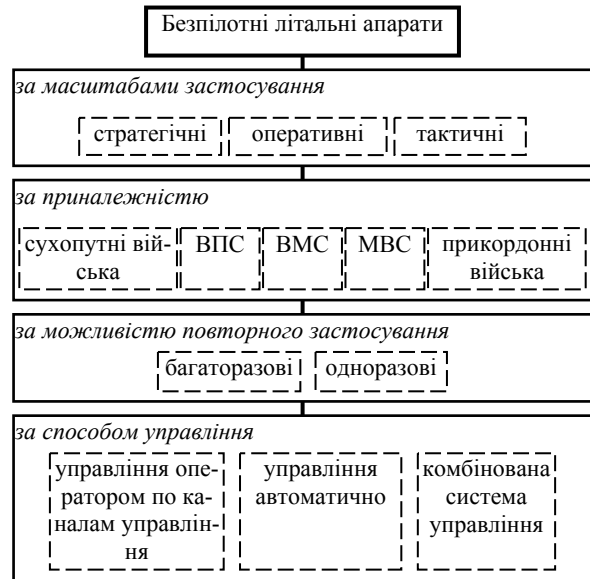 Безпілотні літальні апарати
за масштабами застосування
стратегічні оперативні тактичні
за приналежністю
сухопутні вій-
ська
ВПС
ВМС
МВС
прикордонні
війська
за можливістю повторного застосування
багаторазові одноразові
за способом управління
управління опе-
ратором по ка-
налам управлін-
ня
управління
автоматично
комбінована
система
управління